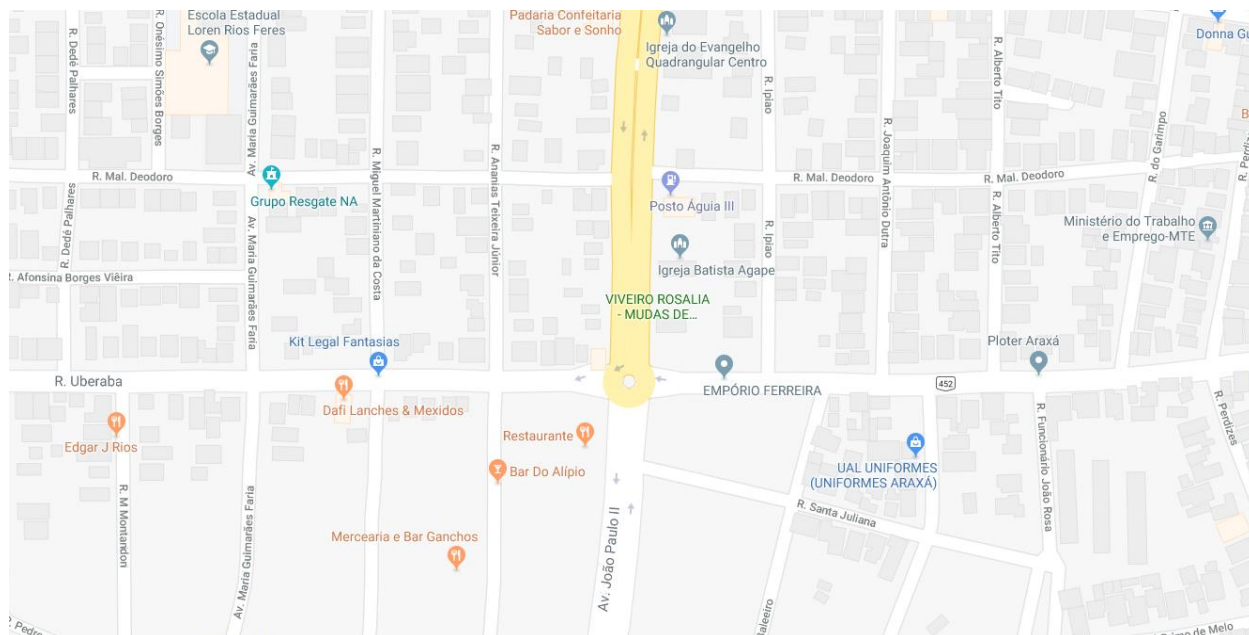 Escola Estadual
Loren Rios Feres
Padaria Confeitaria
Sabor e Sonho
Igreja do Evangelho
Quadrangular Centro
Donna
R. Dedé Palhares
R. Onésimo Simões Borges
Av. Maria Guimarães Faria
R. Miguel Martiniano da Costa
R. Ananias Teixeira Júnior
R. Ipiao
R. Joaquim Antônio Dutra
R. Alberto Tito
R. do Garimpo
R. Mal. Deodoro
R. Mal. Deodoro
R. Mal. Deodoro
Grupo Resgate NA
Posto Águia III
R. Dedé Palhares
Av. Maria Guimarães Faria
R. Ipiao
R. Alberto Tito
Ministério do Trabalho
e Emprego-MTE
Igreja Batista Agape
R. Afonsina Borges Viêira
VIVEIRO ROSALIA
- MUDAS DE...
Kit Legal Fantasias
Ploter Araxá
R. Uberaba
452
EMPÓRIO FERREIRA
Dafi Lanches & Mexidos
R. Perdizes
Edgar J Rios
Restaurante
Bar Do Alípio
UAL UNIFORMES
(UNIFORMES ARAXÁ)
R. Funcionário João Rosa
R. M Montandon
Av. Maria Guimarães Faria
R. Santa Juliana
Mercearia e Bar Ganchos
Av. João Paulo II
R. Pedro
de Melo